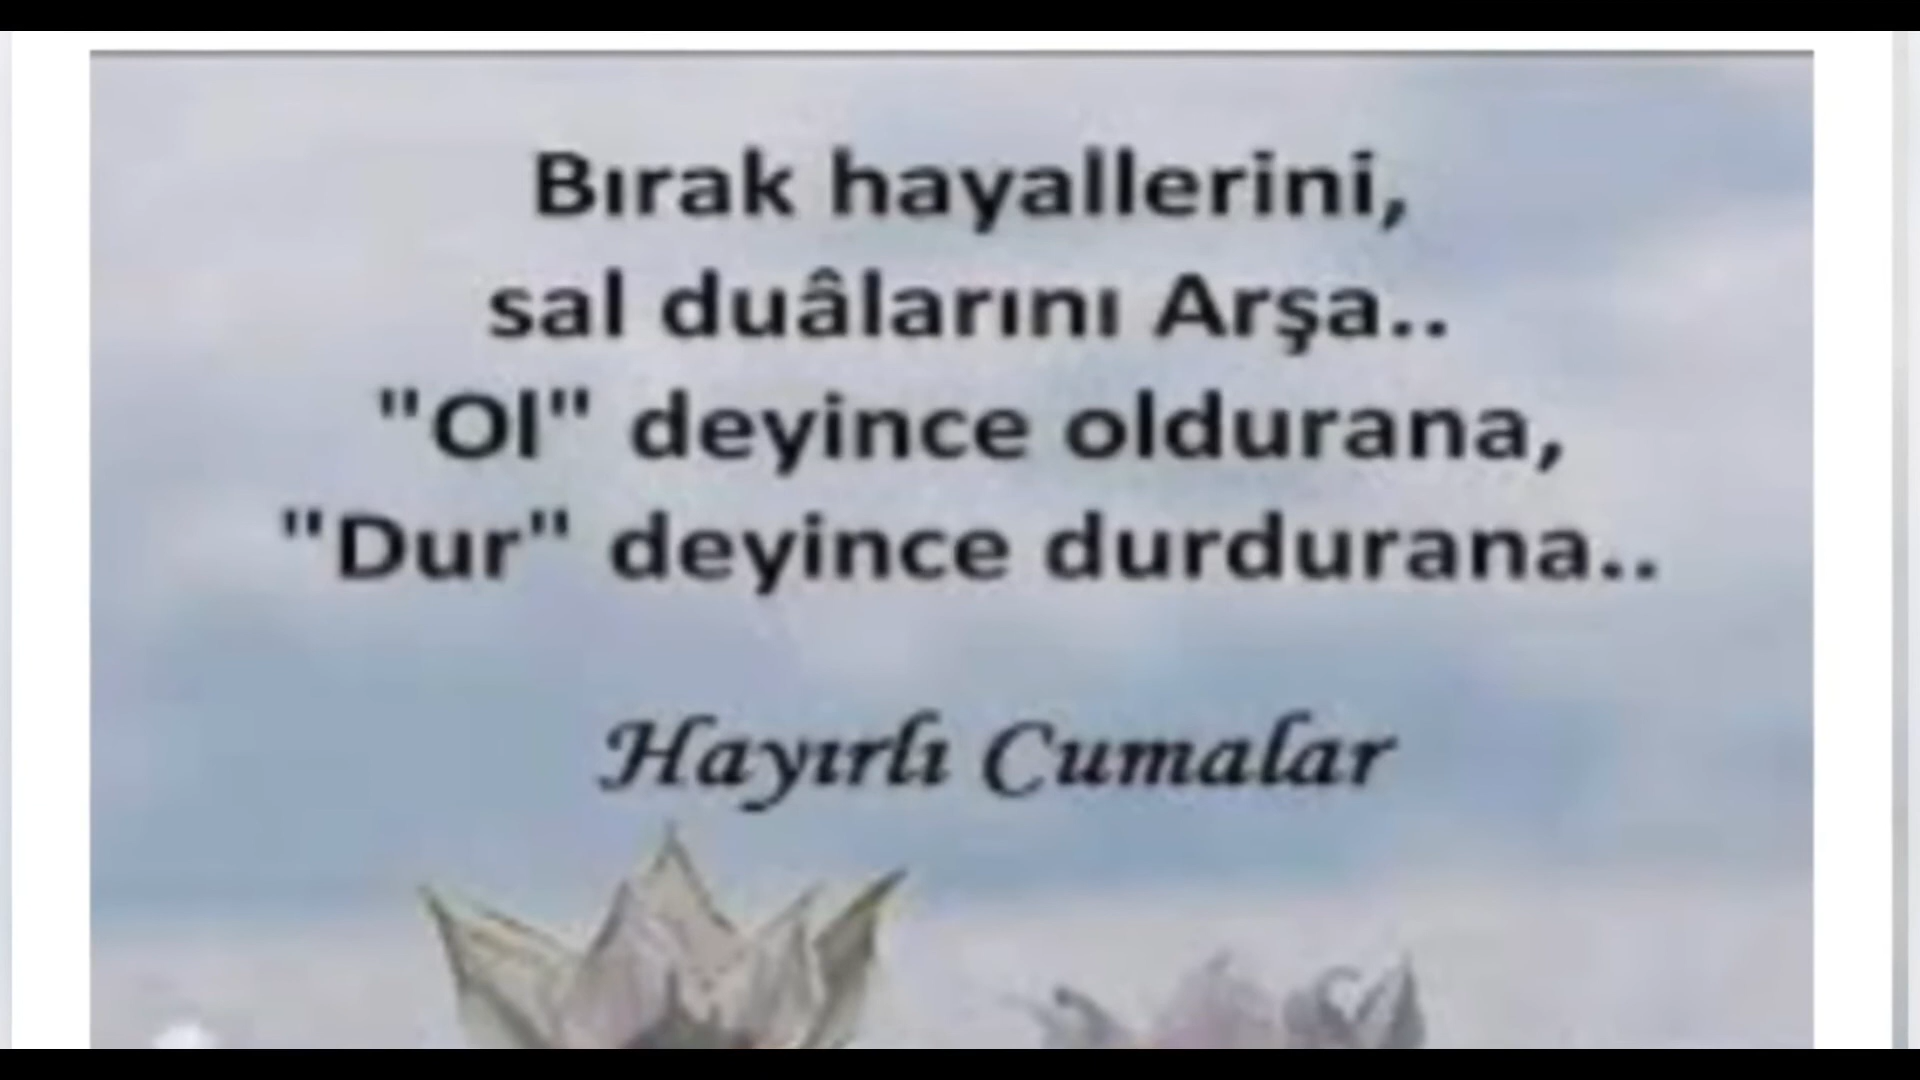 Bırak hayallerini,
sal duâlarını Arşa..
"Ol" deyince oldurana,
"Dur" deyince durdurana..
Hayırlı Cumalar